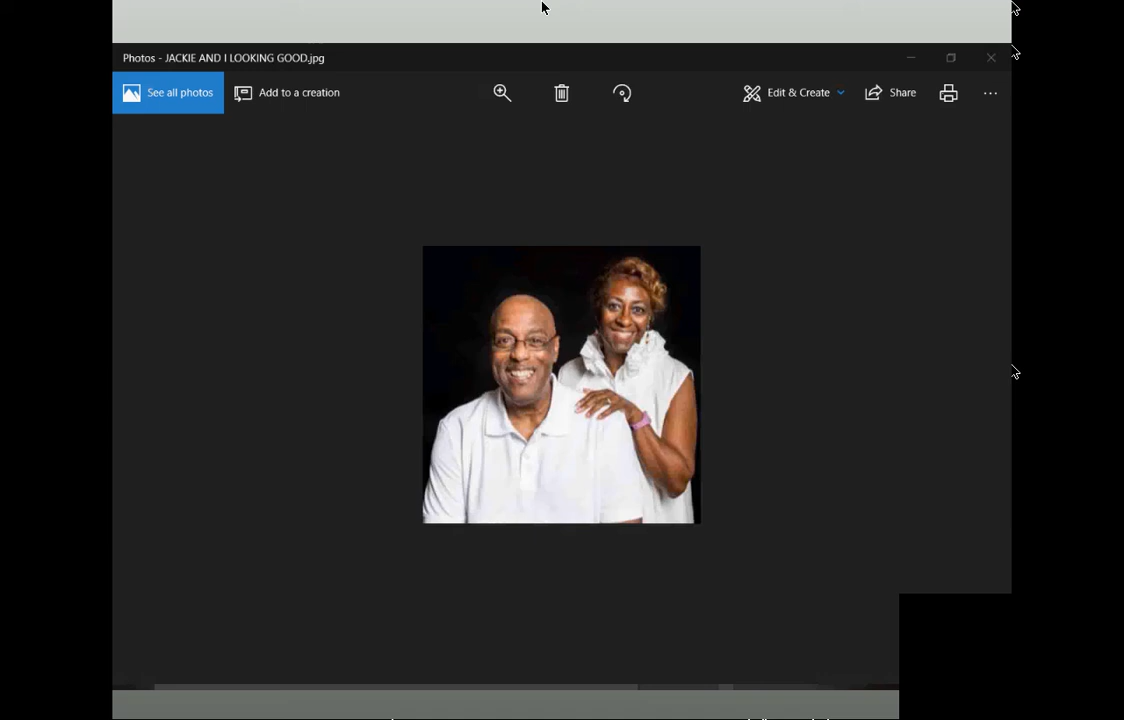 Photos - JACKIE AND I LOOKING GOOD.jpg
See all photos
Add to a creation
Edit & Create
Share